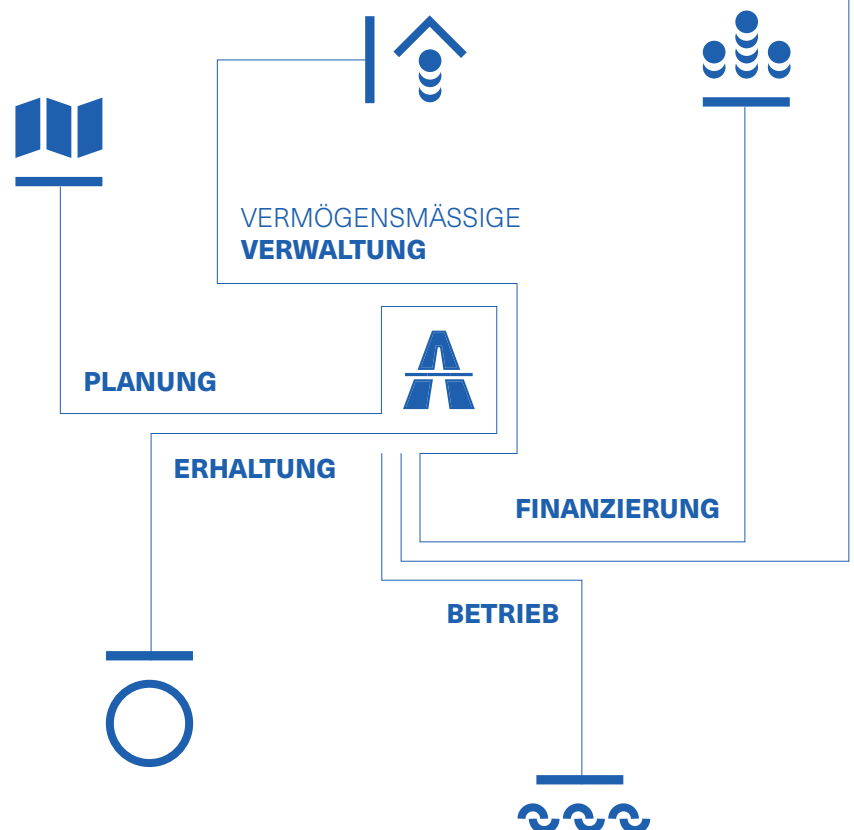 VERMÖGENSMÄSSIGE
VERWALTUNG
PLANUNG
ERHALTUNG
FINANZIERUNG
BETRIEB